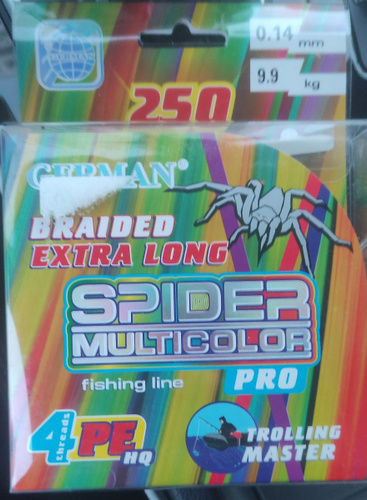 GERMAN
0.14 mm
9.9 kg
250
GERMAN®
BRAIDED
EXTRA LONG
SPIDER
MULTICOLOR
fishing line PRO
4 threads PE HQ
TROLLING
MASTER